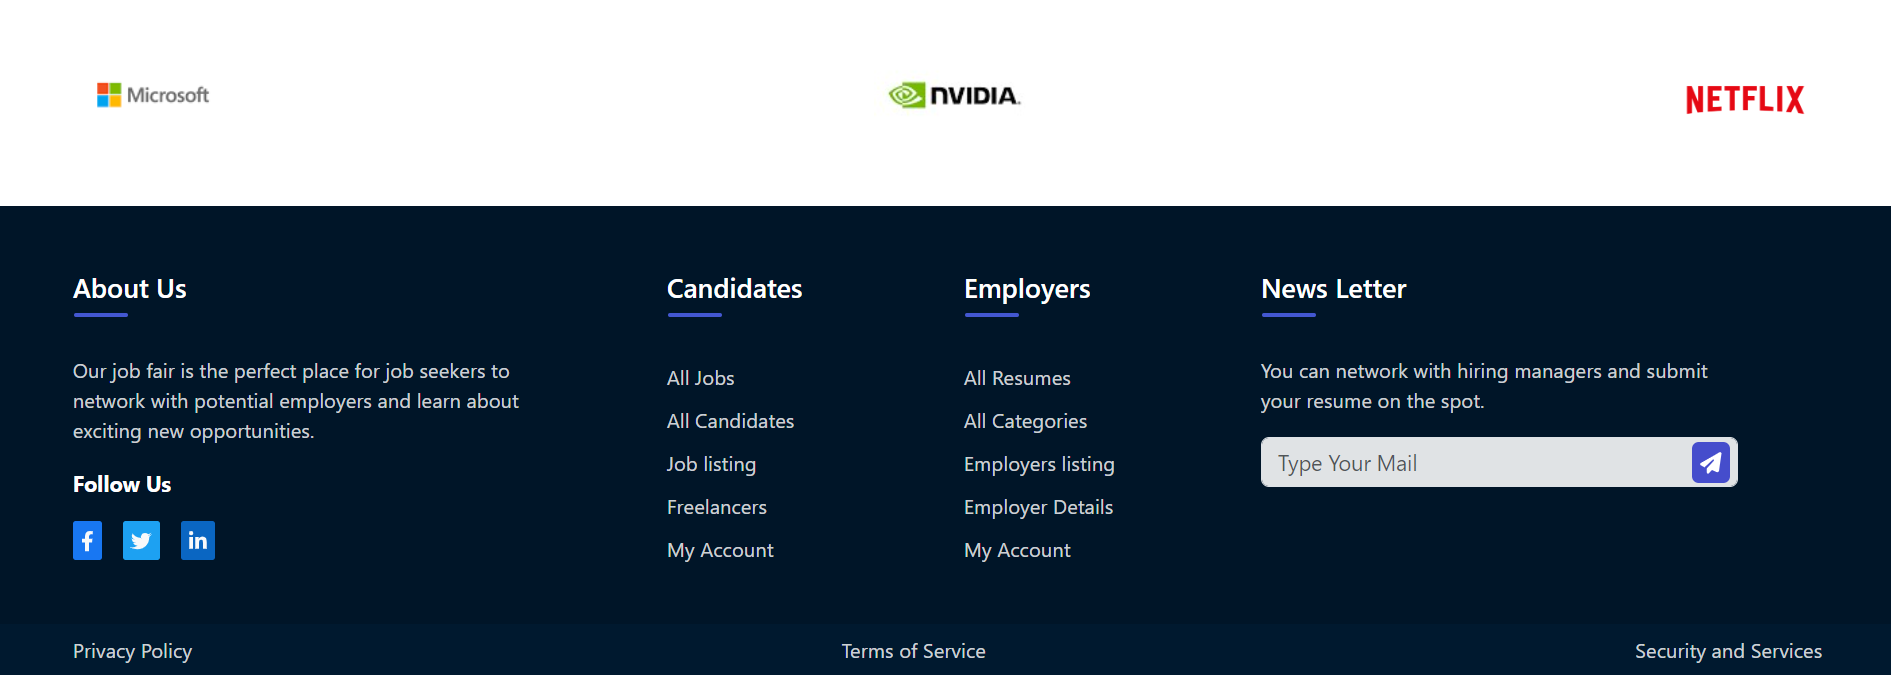 Microsoft
NVIDIA.
NETFLIX
About Us
Our job fair is the perfect place for job seekers to
network with potential employers and learn about
exciting new opportunities.
Follow Us
f
in
Candidates
All Jobs
All Candidates
Job listing
Freelancers
My Account
Employers
All Resumes
All Categories
Employers listing
Employer Details
My Account
News Letter
You can network with hiring managers and submit
your resume on the spot.
Type Your Mail
Privacy Policy
Terms of Service
Security and Services